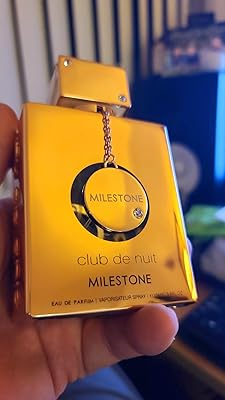 MILESTONE
club de nuit
MILESTONE
EAU DE PARFUM | VAPORISATEUR SPRAY |